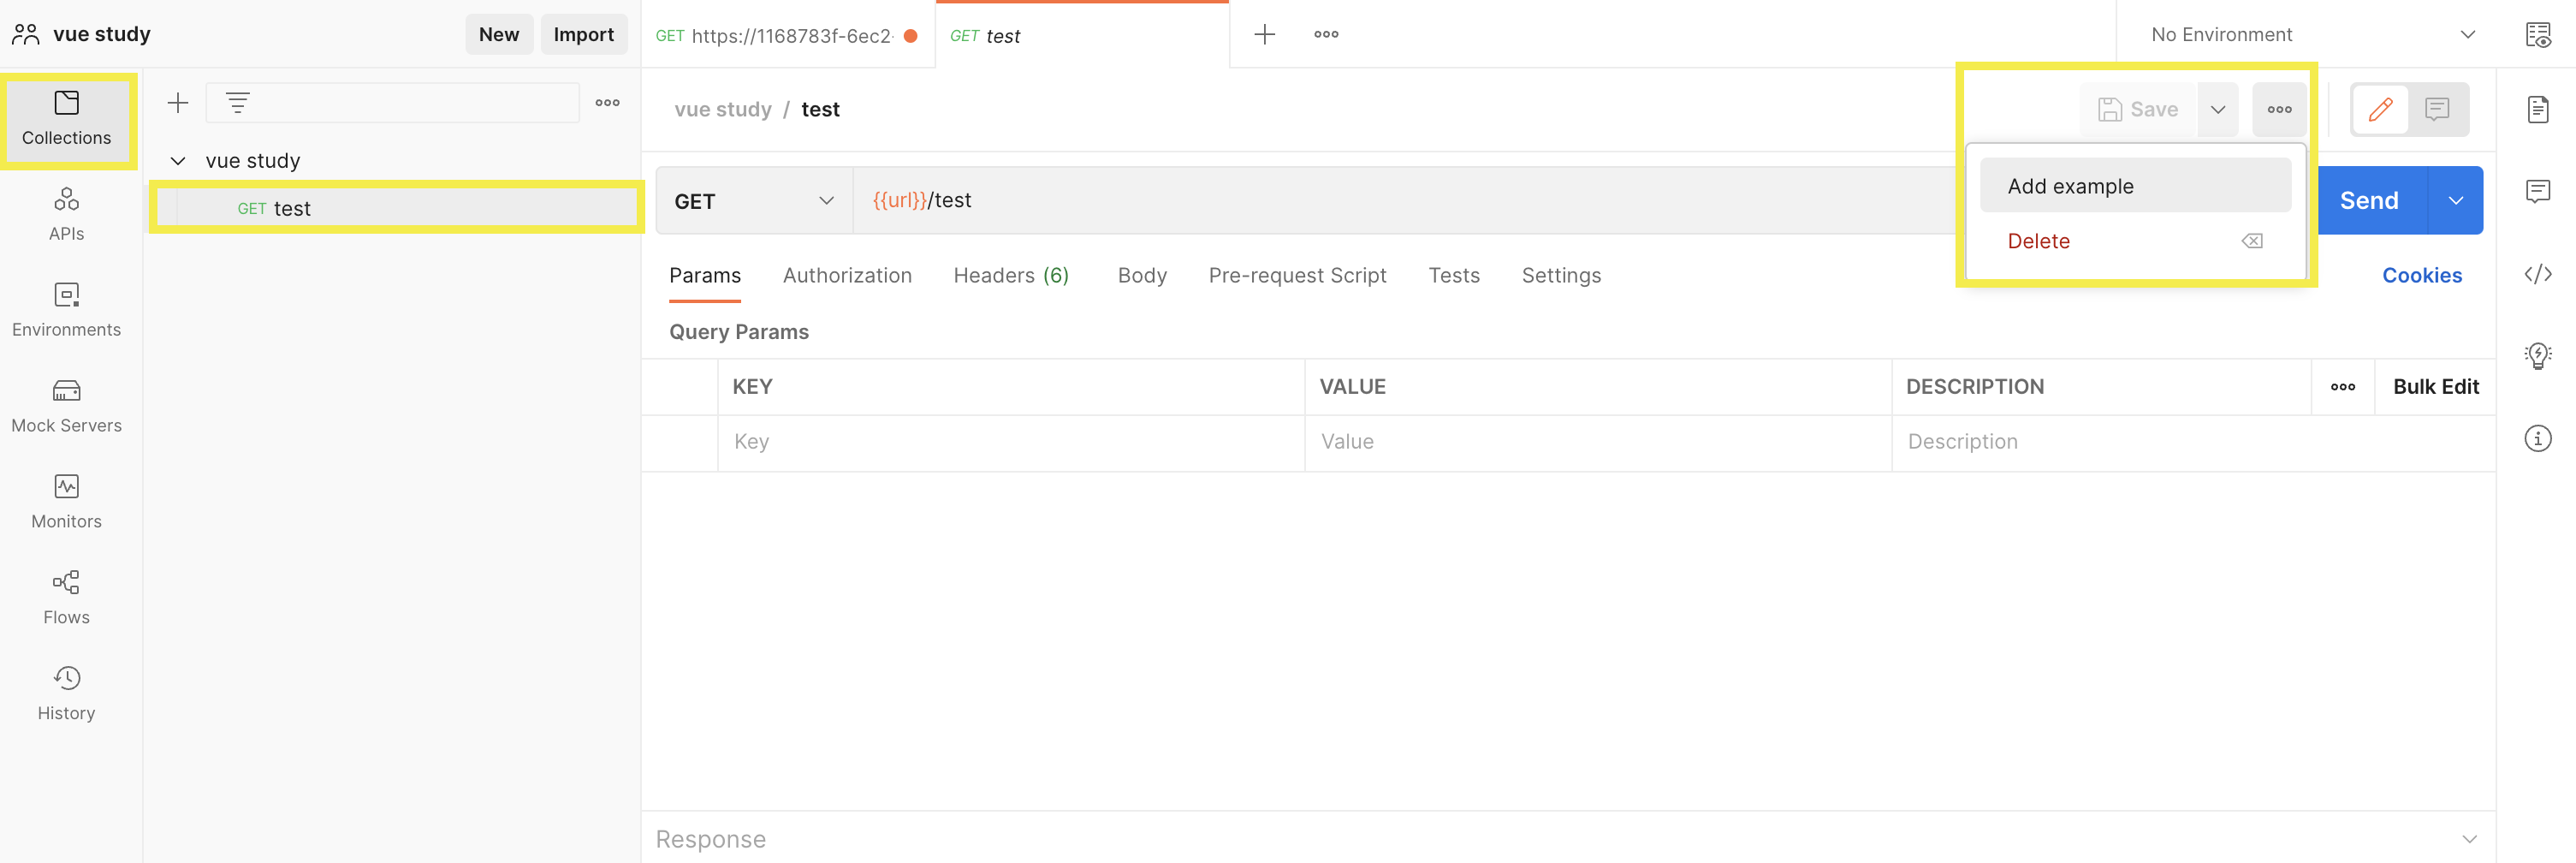 vue study
New
Import
GET https://1168783f-6ec2
GET test
No Environment
Collections
APIs
Environments
Mock Servers
Monitors
Flows
History
vue study
GET test
vue study / test
Save
Add example
Delete
GET
{{url}}/test
Send
Params
Authorization
Headers (6)
Body
Pre-request Script
Tests
Settings
Cookies
Query Params
KEY
VALUE
DESCRIPTION
Bulk Edit
Key
Value
Description
Response